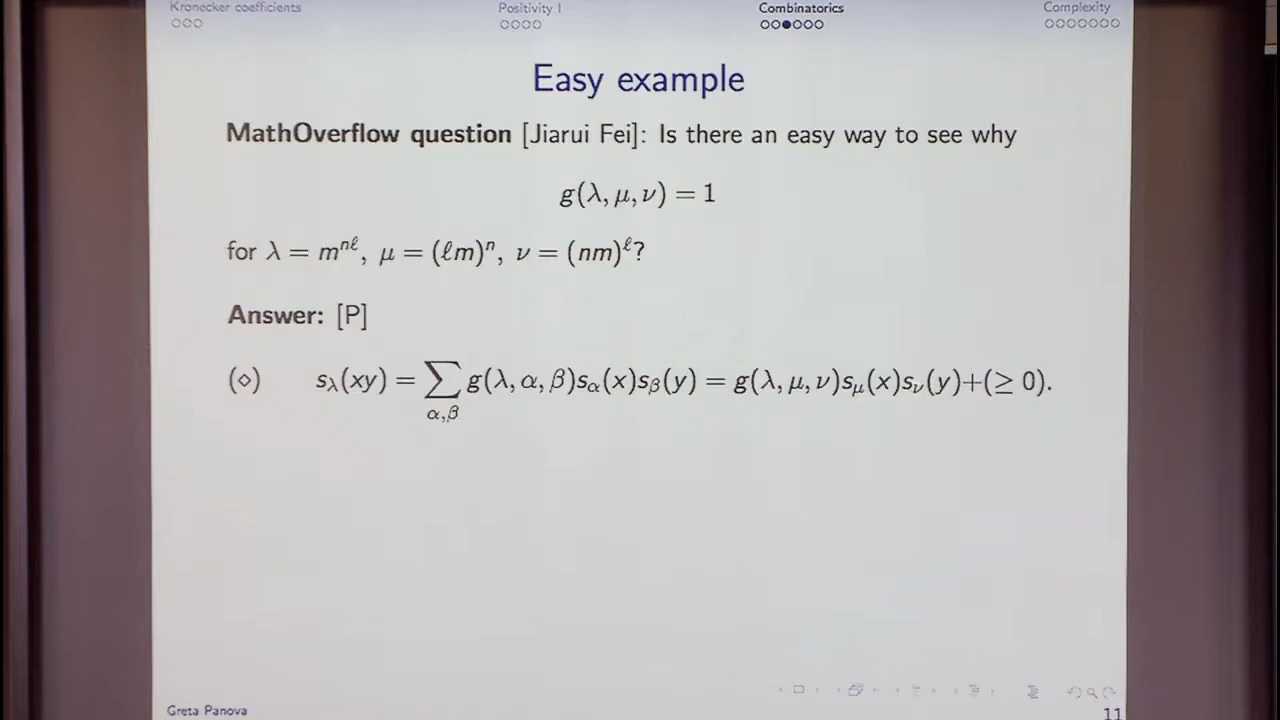 Kronecker coefficients Positivity I Combinatorics Complexity
Easy example
MathOverflow question [Jiarui Fei]: Is there an easy way to see why
g(λ, μ, ν) = 1
for λ = m^{nℓ}, μ = (ℓm)^n, ν = (nm)^ℓ?
Answer: [P]
(⋄) s_λ(xy) = ∑_{α,β} g(λ, α, β)s_α(x)s_β(y) = g(λ, μ, ν)s_μ(x)s_ν(y)+(≥ 0).
Greta Panova 11